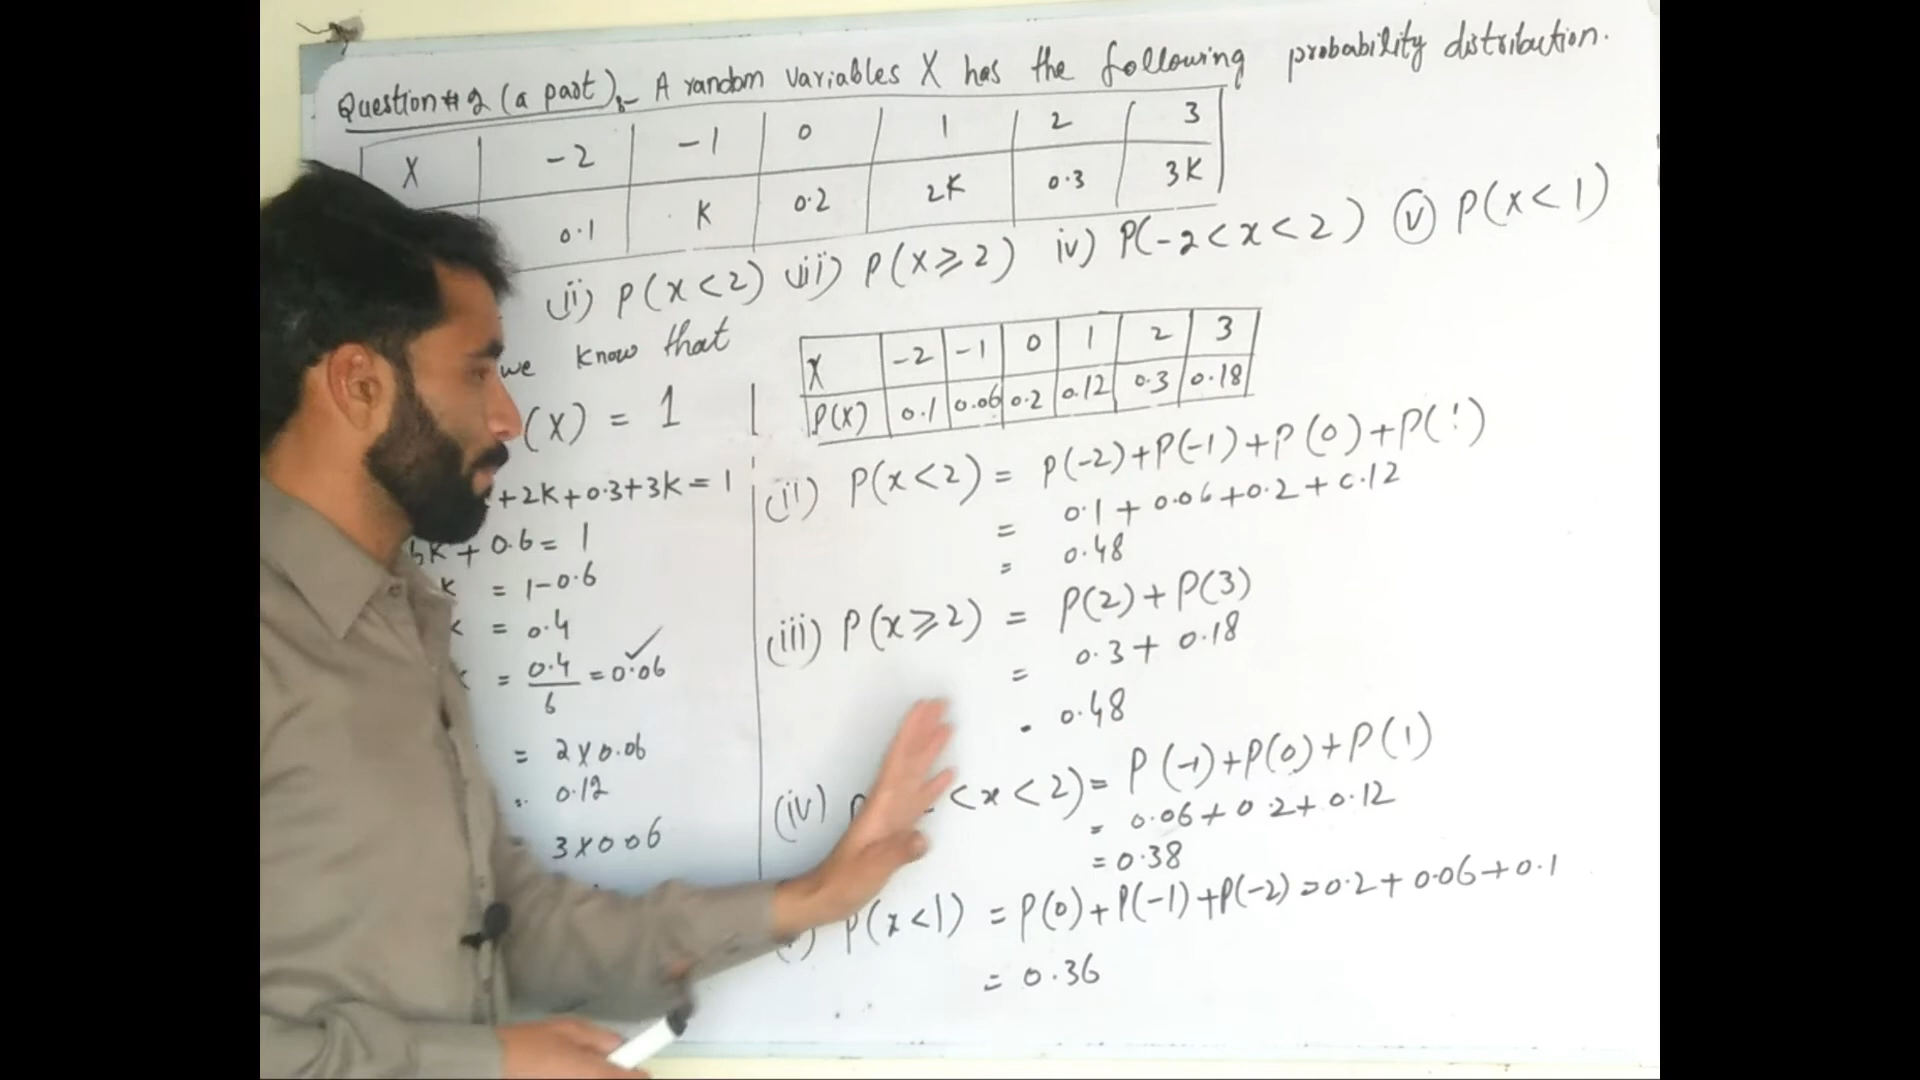 Question # 2 (a part):- A random variables X has the following probability distribution.
X -2 -1 0 1 2 3
0.1 K 0.2 2K 0.3 3K
(ii) P(x<2) (iii) P(X⩾2) iv) P(-2<x<2) (v) P(x<1)
we know that
(x) = 1
+2K+0.3+3K=1
6K+0.6=1
K = 1-0.6
= 0.4
= 0.4/6 = 0.06 ✓
= 2x0.06
= 0.12
= 3x0.06
X -2 -1 0 1 2 3
P(X) 0.1 0.06 0.2 0.12 0.3 0.18
(ii) P(x<2) = P(-2)+P(-1)+P(0)+P(1)
= 0.1+0.06+0.2+0.12
= 0.48
(iii) P(x⩾2) = P(2)+P(3)
= 0.3+0.18
= 0.48
(iv) P <x<2) = P(-1)+P(0)+P(1)
= 0.06+0.2+0.12
= 0.38
P(x<1) = P(0)+P(-1)+P(-2)=0.2+0.06+0.1
= 0.36